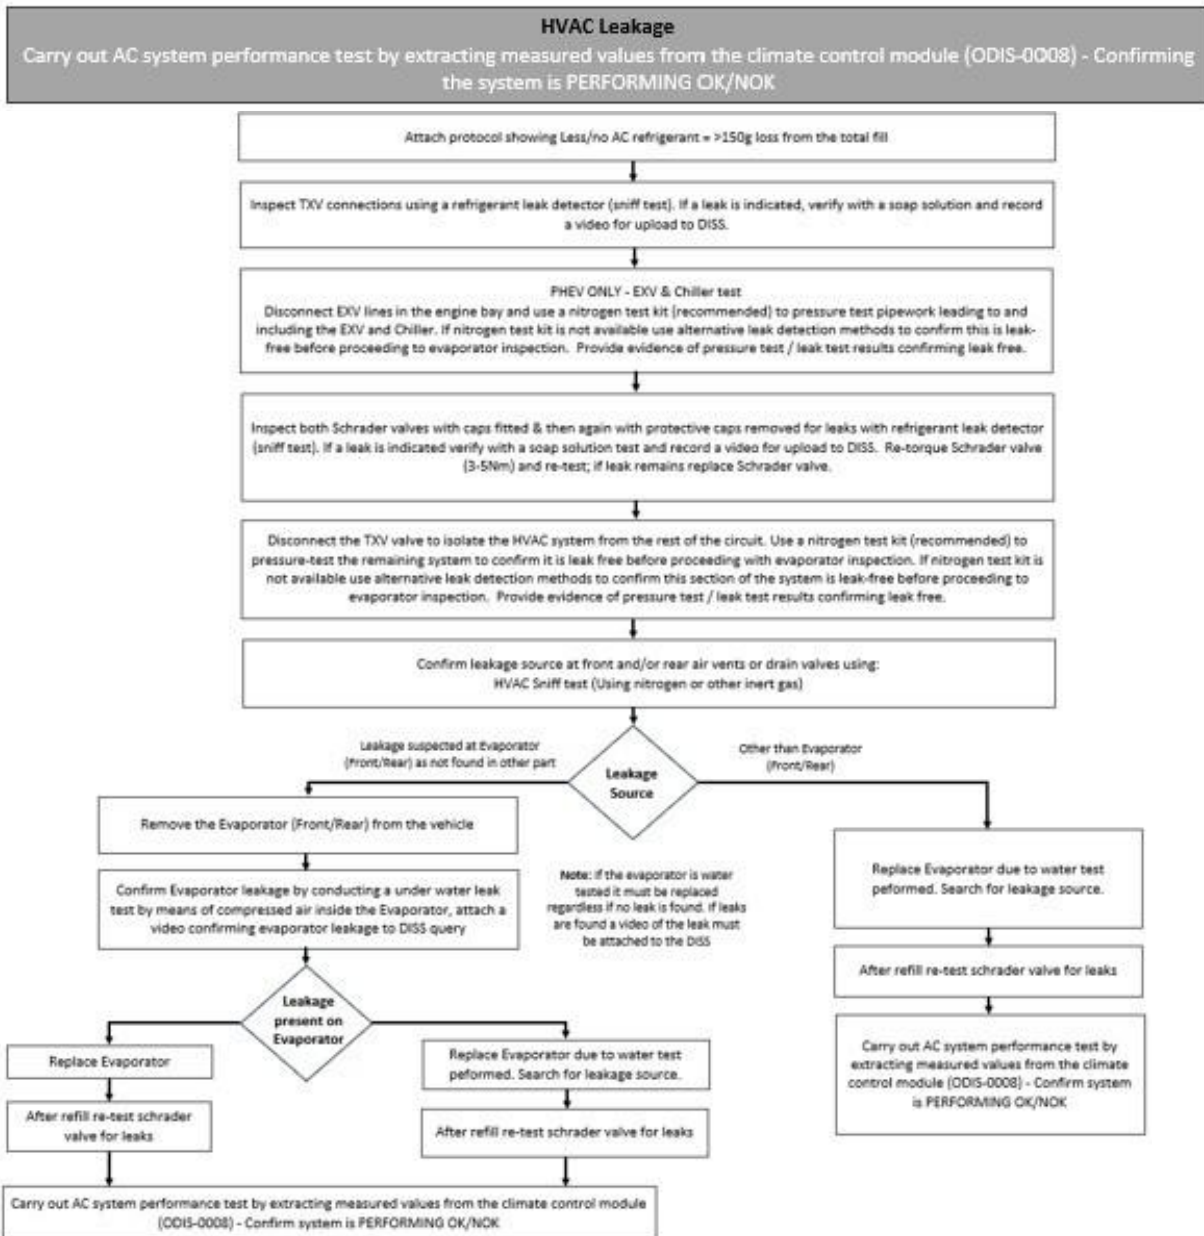 HVAC Leakage
Carry out AC system performance test by extracting measured values from the climate control module (ODIS-0008) - Confirming
the system is PERFORMING OK/NOK
Attach protocol showing Less/no AC refrigerant = >150g loss from the total fill
Inspect TXV connections using a refrigerant leak detector (sniff test). If a leak is indicated, verify with a soap solution and record
a video for upload to DISS.
PHEV ONLY - EXV & Chiller test
Disconnect EXV lines in the engine bay and use a nitrogen test kit (recommended) to pressure test pipework leading to and
including the EXV and Chiller. If nitrogen test kit is not available use alternative leak detection methods to confirm this is leak-
free before proceeding to evaporator inspection. Provide evidence of pressure test / leak test results confirming leak free.
Inspect both Schrader valves with caps fitted & then again with protective caps removed for leaks with refrigerant leak detector
(sniff test). If a leak is indicated verify with a soap solution test and record a video for upload to DISS. Re-torque Schrader valve
(3-5Nm) and re-test; if leak remains replace Schrader valve.
Disconnect the TXV valve to isolate the HVAC system from the rest of the circuit. Use a nitrogen test kit (recommended) to
pressure-test the remaining system to confirm it is leak free before proceeding with evaporator inspection. If nitrogen test kit is
not available use alternative leak detection methods to confirm this section of the system is leak-free before proceeding to
evaporator inspection. Provide evidence of pressure test / leak test results confirming leak free.
Confirm leakage source at front and/or rear air vents or drain valves using:
HVAC Sniff test (Using nitrogen or other inert gas)
Leakage suspected at Evaporator
(Front/Rear) as not found in other part
Leakage
Source
Other than Evaporator
(Front/Rear)
Remove the Evaporator (Front/Rear) from the vehicle
Confirm Evaporator leakage by conducting a under water leak
test by means of compressed air inside the Evaporator, attach a
video confirming evaporator leakage to DISS query
Note: If the evaporator is water
tested it must be replaced
regardless if no leak is found. If leaks
are found a video of the leak must
be attached to the DISS
Replace Evaporator due to water test
peformed. Search for leakage source.
After refill re-test schrader valve for leaks
Carry out AC system performance test by
extracting measured values from the climate
control module (ODIS-0008) - Confirm system
is PERFORMING OK/NOK
Leakage
present on
Evaporator
Replace Evaporator
After refill re-test schrader
valve for leaks
Replace Evaporator due to water test
peformed. Search for leakage source.
After refill re-test schrader valve for leaks
Carry out AC system performance test by extracting measured values from the climate control module
(ODIS-0008) - Confirm system is PERFORMING OK/NOK